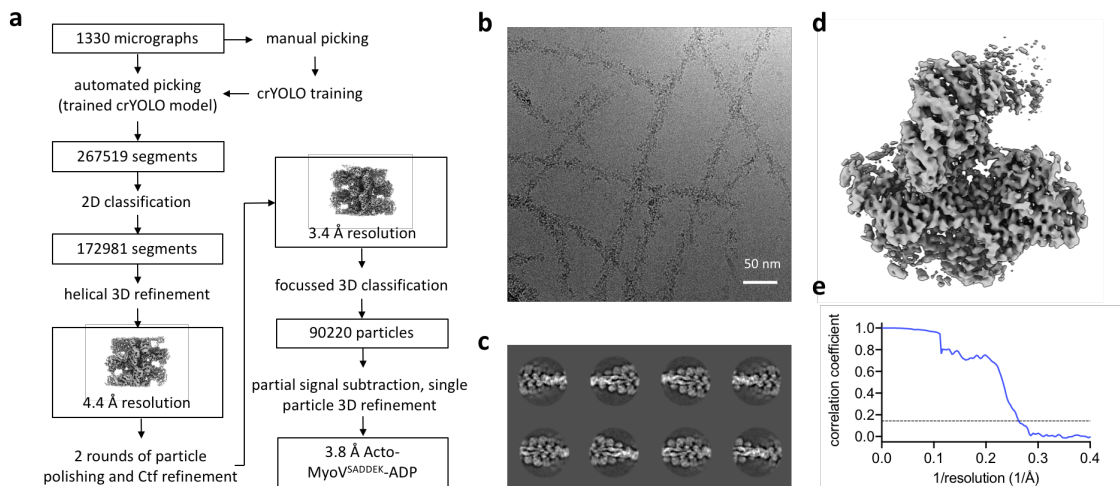 a
1330 micrographs
manual picking
automated picking
(trained crYOLO model)
crYOLO training
267519 segments
2D classification
172981 segments
helical 3D refinement
4.4 Å resolution
2 rounds of particle
polishing and Ctf refinement
3.4 Å resolution
focussed 3D classification
90220 particles
partial signal subtraction, single
particle 3D refinement
3.8 Å Acto-
MyoVSADDEK-ADP
b
50 nm
c
d
e
correlation coefficient
1.0
0.8
0.6
0.4
0.2
0.0
0.0 0.1 0.2 0.3 0.4
1/resolution (1/Å)